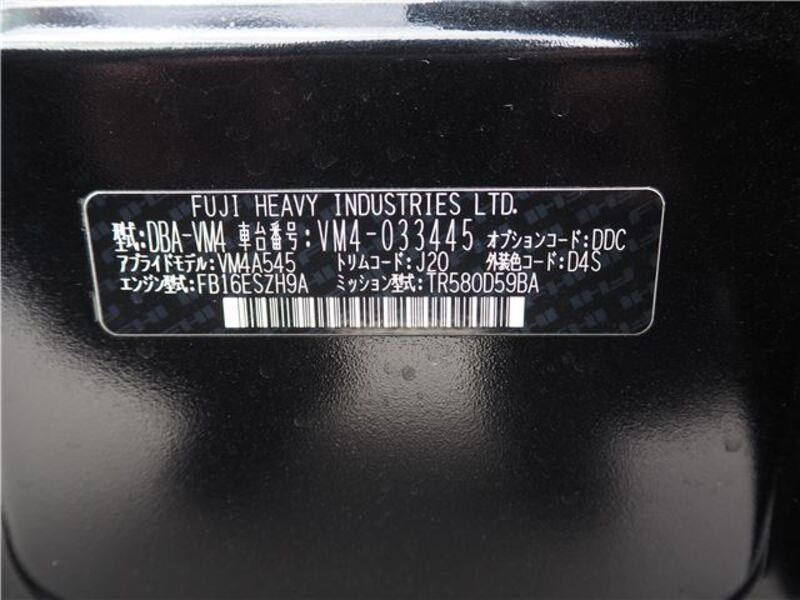 FUJI HEAVY INDUSTRIES LTD.
型式:DBA-VM4 車台番号:VM4-033445 オプションコード:DDC
アプライドモデル:VM4A545 トリムコード:J20 外装色コード:D4S
エンジン型式:FB16ESZH9A ミッション型式:TR580D59BA